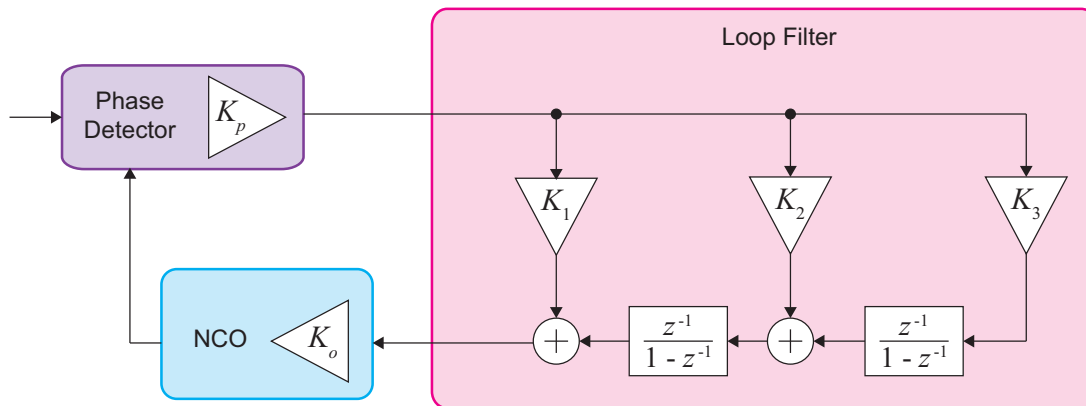 Loop Filter
Phase
Detector
K_p
K_1
K_2
K_3
NCO
K_o
+
z^-1
1 - z^-1
+
z^-1
1 - z^-1